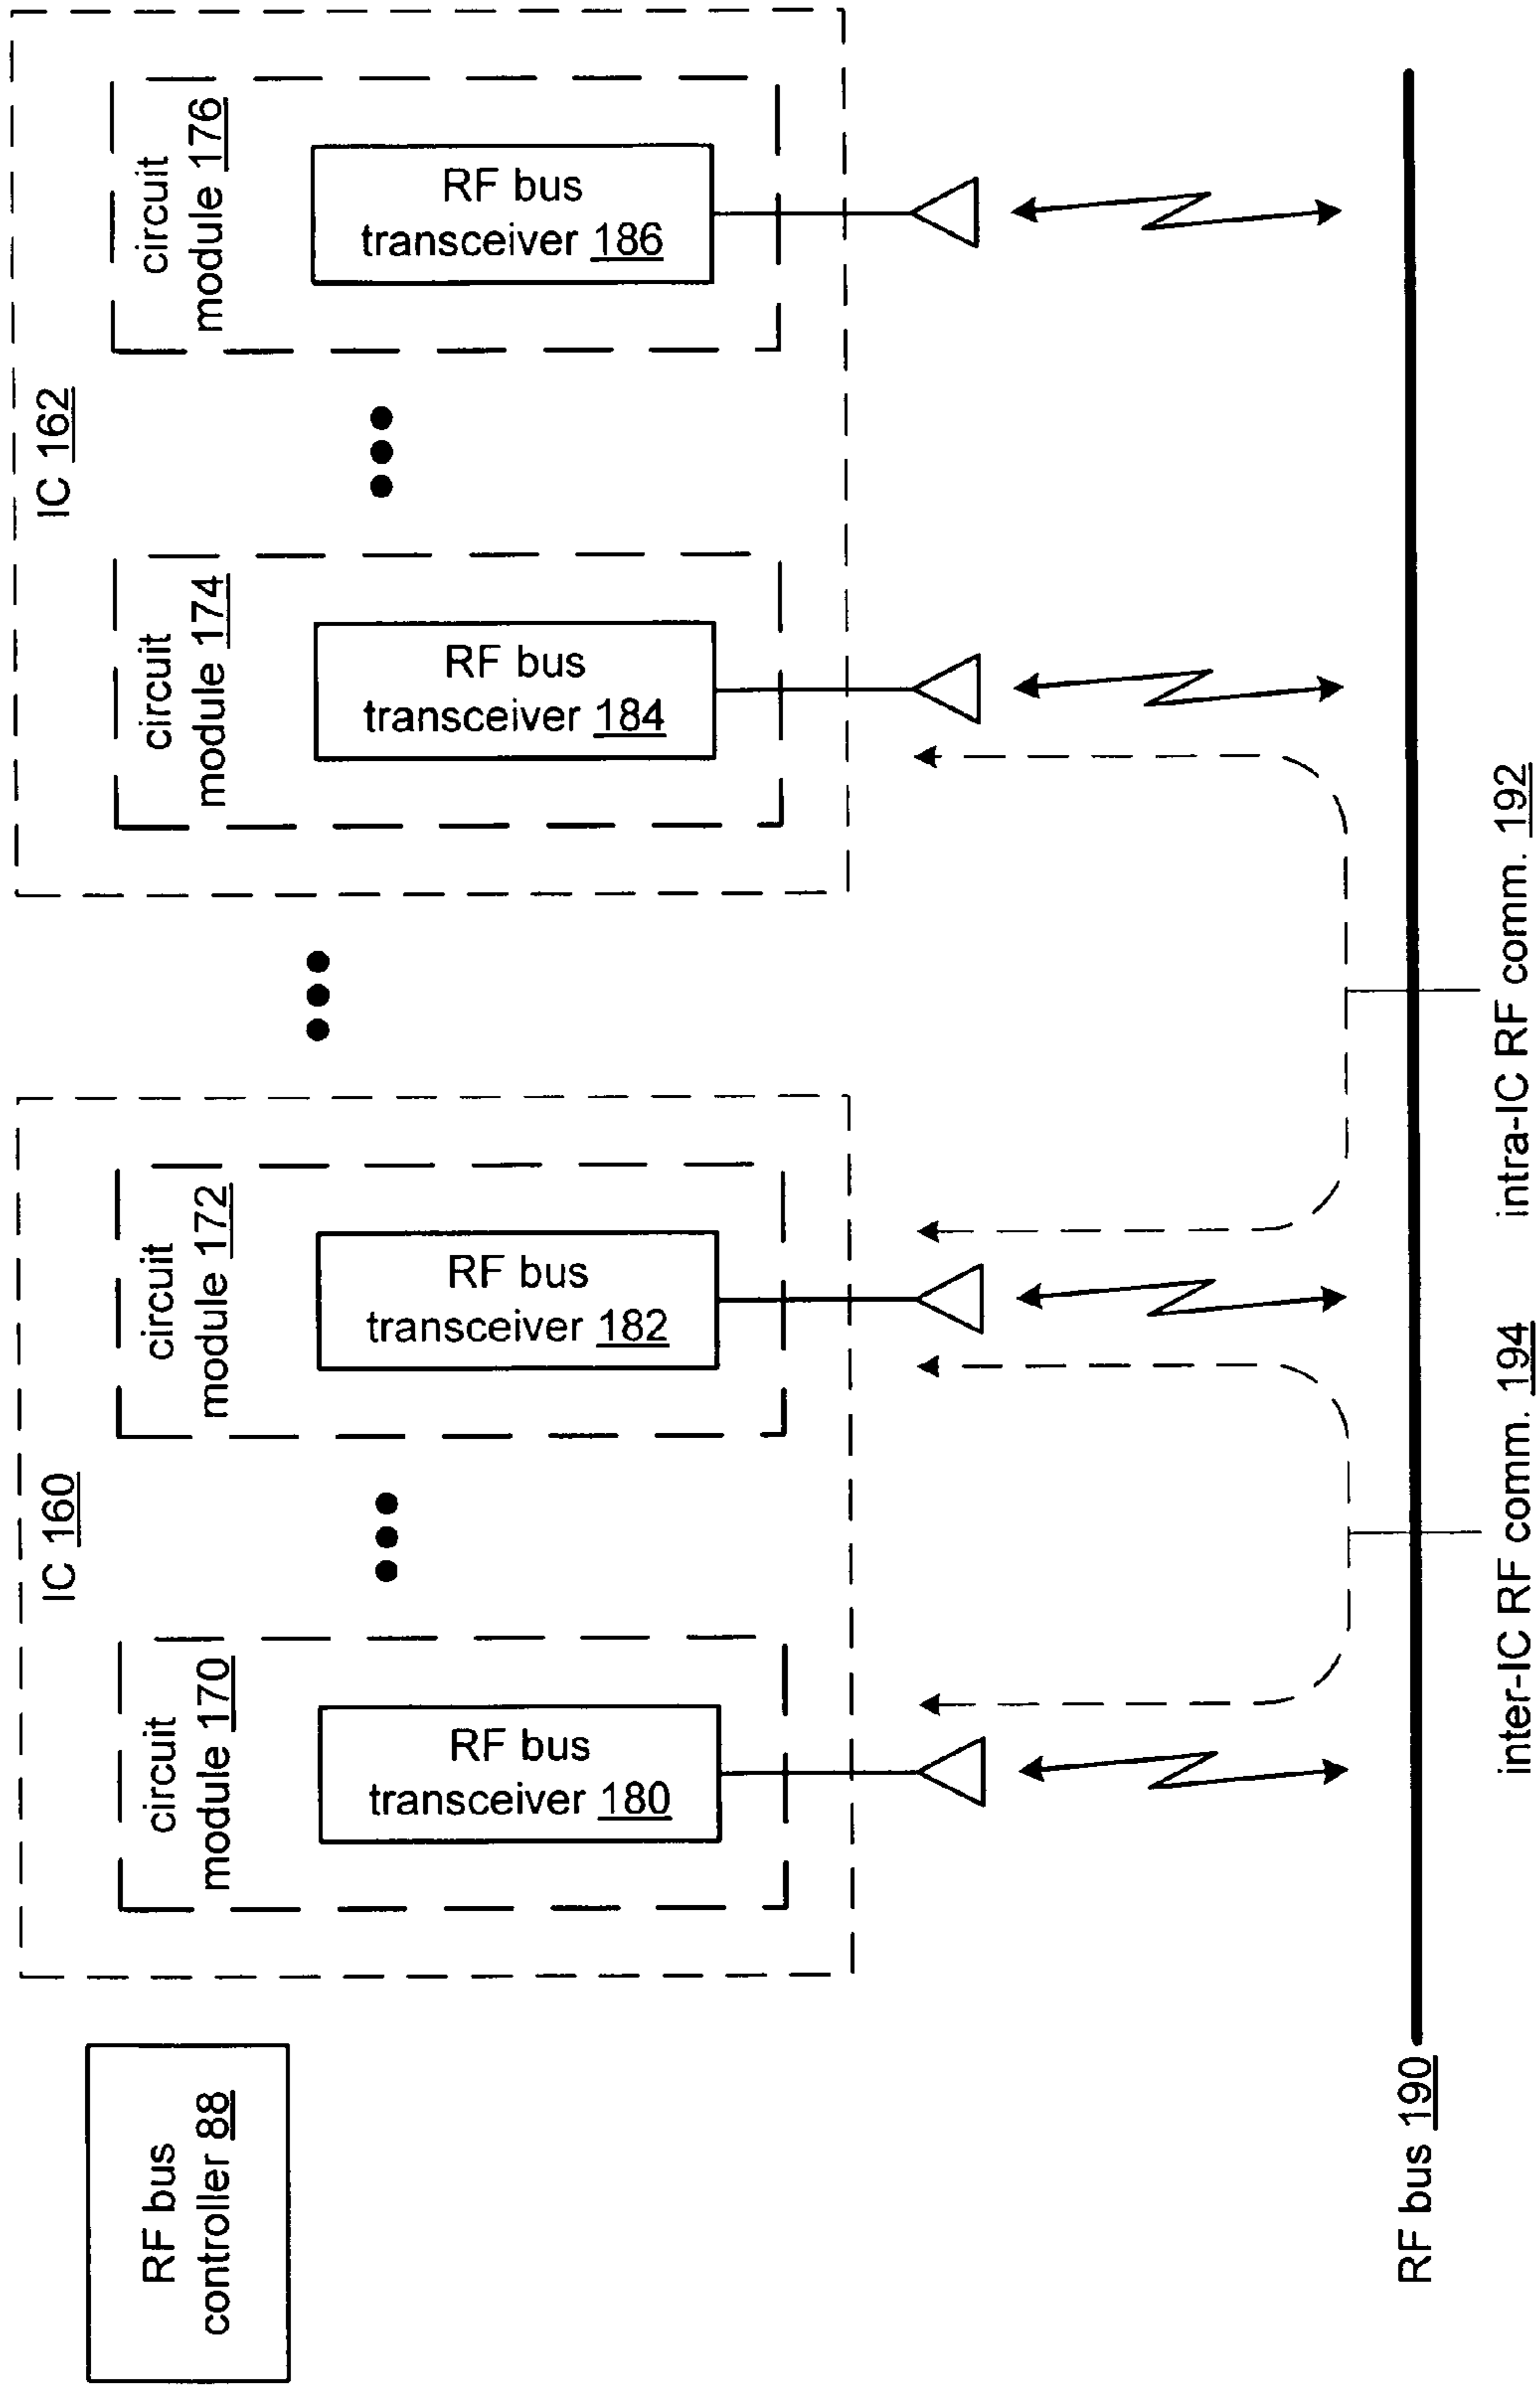 RF bus
controller 88
IC 160
circuit
module 170
RF bus
transceiver 180
circuit
module 172
RF bus
transceiver 182
IC 162
circuit
module 174
RF bus
transceiver 184
circuit
module 176
RF bus
transceiver 186
RF bus 190
inter-IC RF comm. 194
intra-IC RF comm. 192